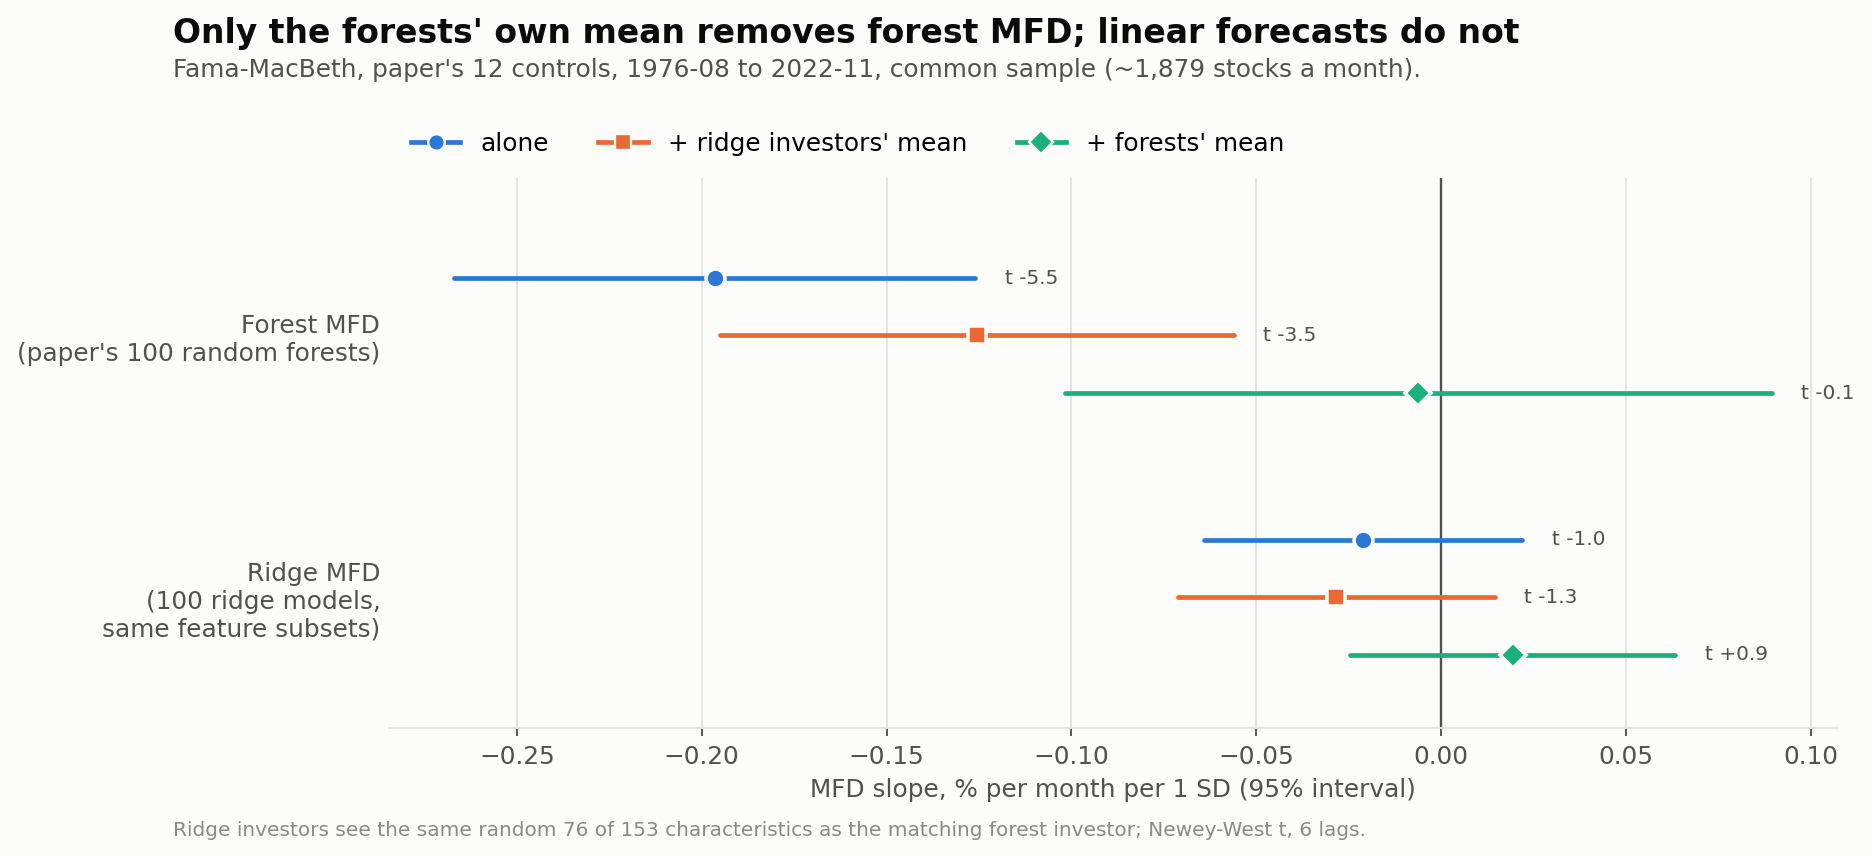 Only the forests' own mean removes forest MFD; linear forecasts do not
Fama-MacBeth, paper's 12 controls, 1976-08 to 2022-11, common sample (~1,879 stocks a month).
alone
+ ridge investors' mean
+ forests' mean
t -5.5
Forest MFD
(paper's 100 random forests)
t -3.5
t -0.1
t -1.0
Ridge MFD
(100 ridge models,
same feature subsets)
t -1.3
t +0.9
−0.25
−0.20
−0.15
−0.10
−0.05
0.00
0.05
0.10
MFD slope, % per month per 1 SD (95% interval)
Ridge investors see the same random 76 of 153 characteristics as the matching forest investor; Newey-West t, 6 lags.